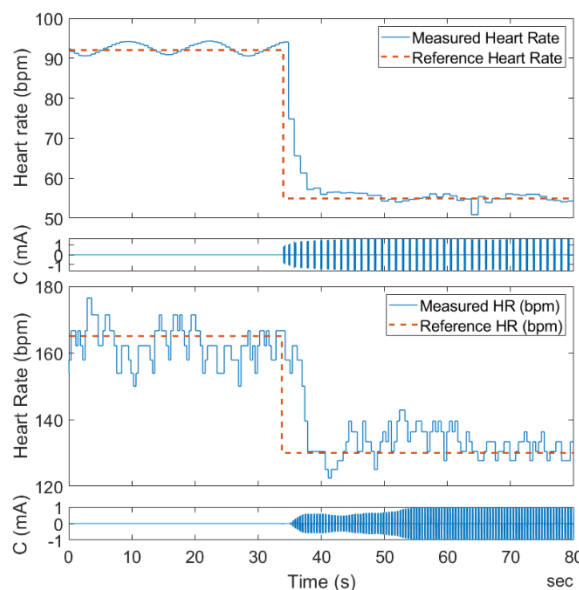 100
90
80
70
60
50
Heart rate (bpm)
Measured Heart Rate
Reference Heart Rate
1
0
-1
C (mA)
180
160
140
120
Heart Rate (bpm)
Measured HR (bpm)
Reference HR (bpm)
1
0
-1
C (mA)
0 10 20 30 40 50 60 70 80
Time (s)
sec